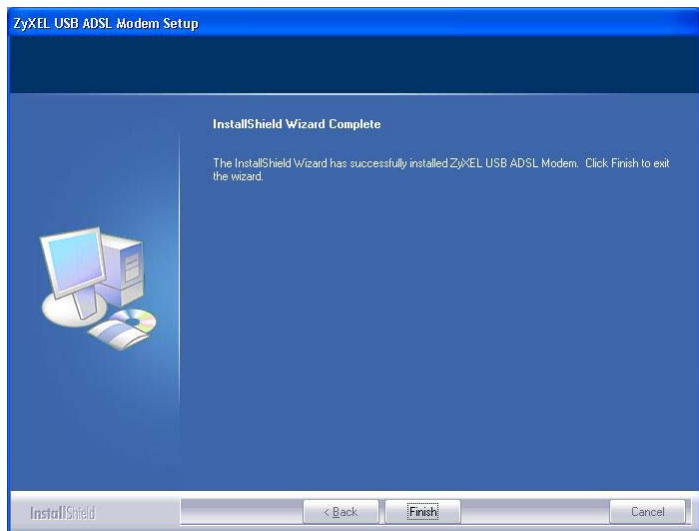 ZyXEL USB ADSL Modem Setup
InstallShield Wizard Complete
The InstallShield Wizard has successfully installed ZyXEL USB ADSL Modem. Click Finish to exit
the wizard.
InstallShield
< Back
Finish
Cancel